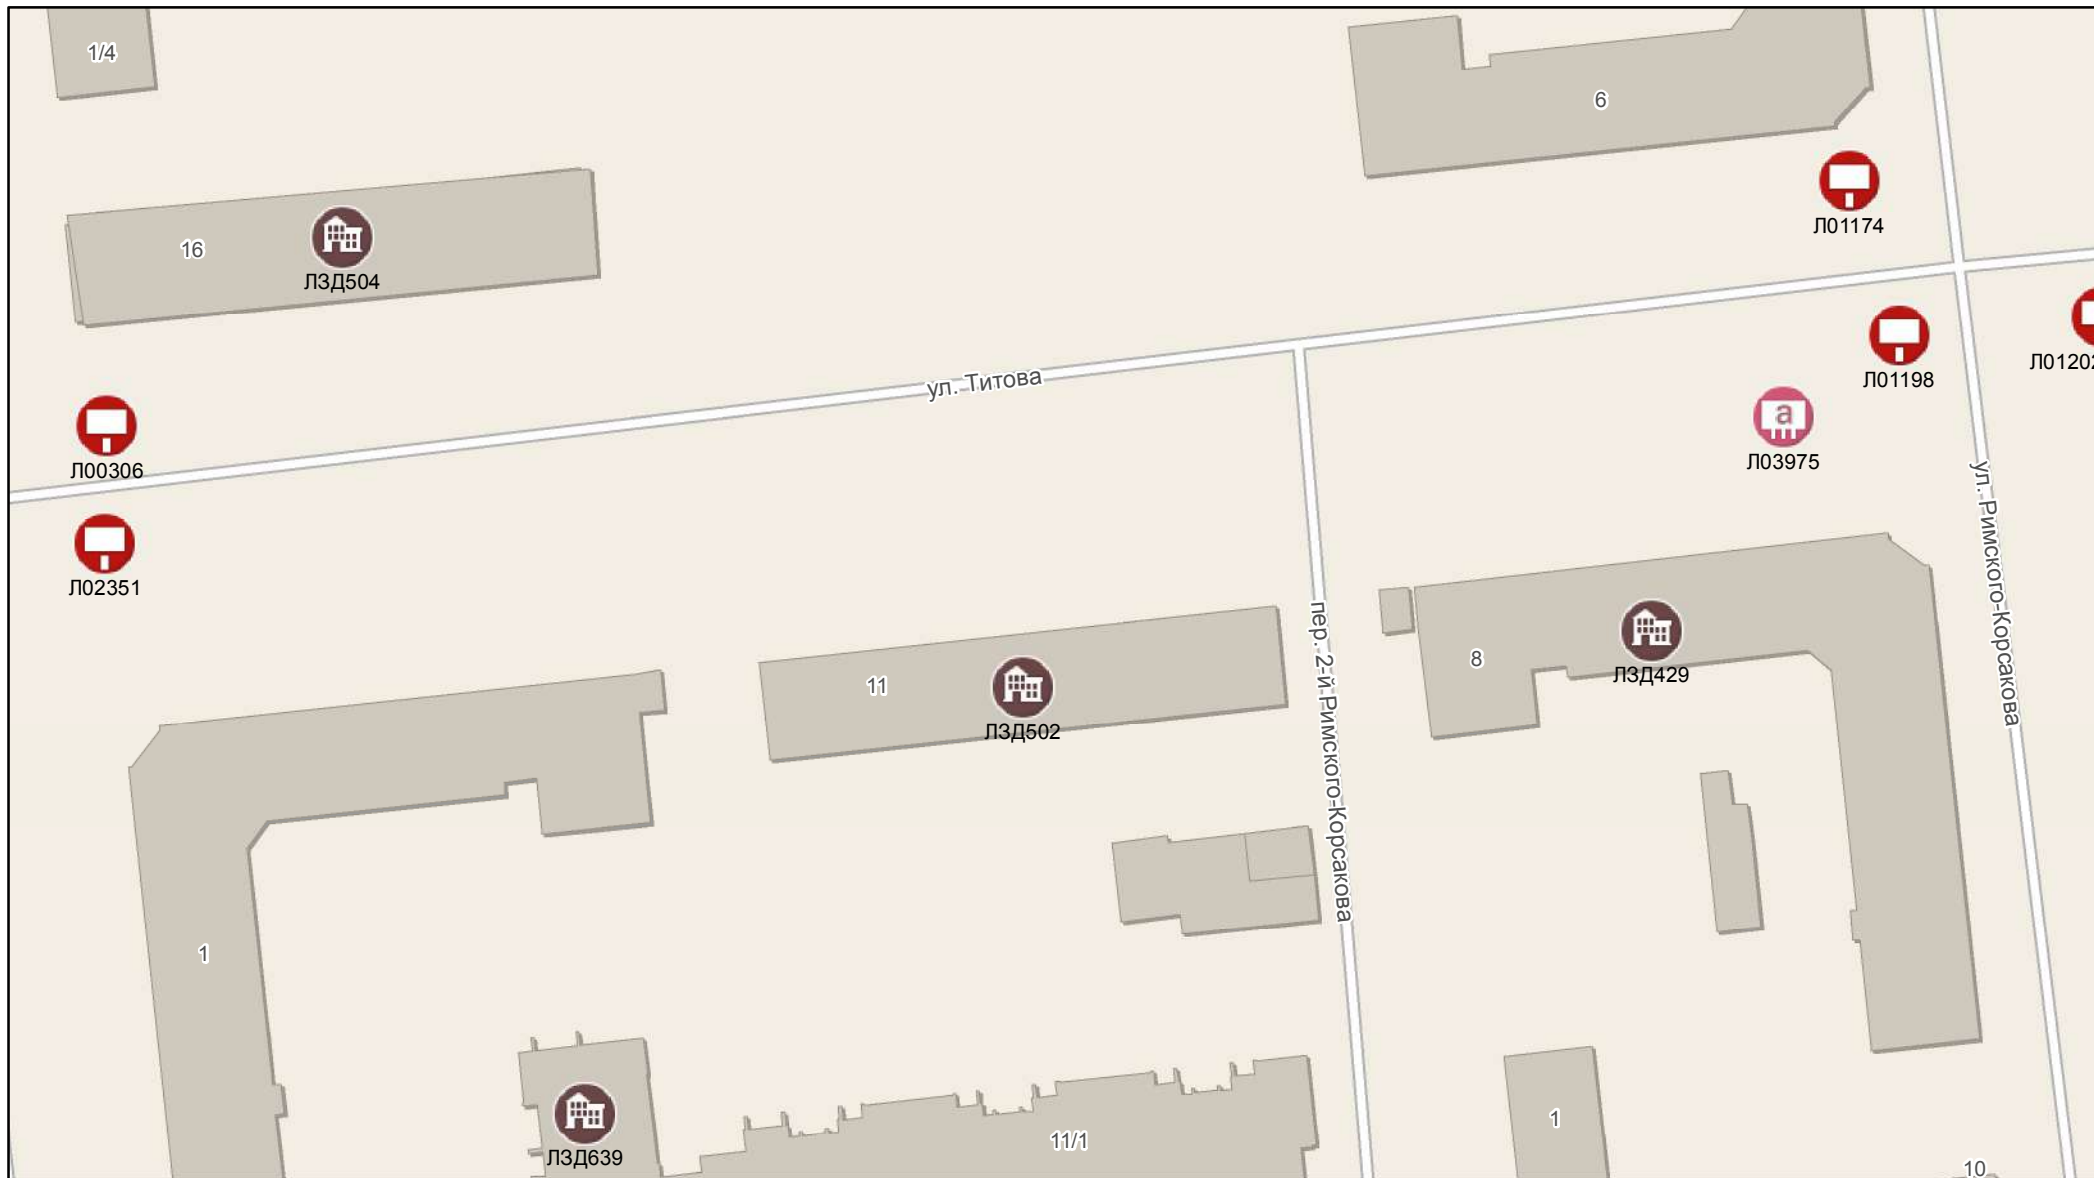 1/4
6
Л01174
16
ЛЗД504
Л01198
ул. Титова
Л00306
Л03975
ул. Римского-Корсакова
Л02351
пер. 2-й Римского-Корсакова
8
ЛЗД429
11
ЛЗД502
1
ЛЗД639
11/1
1
10
а
Л01202